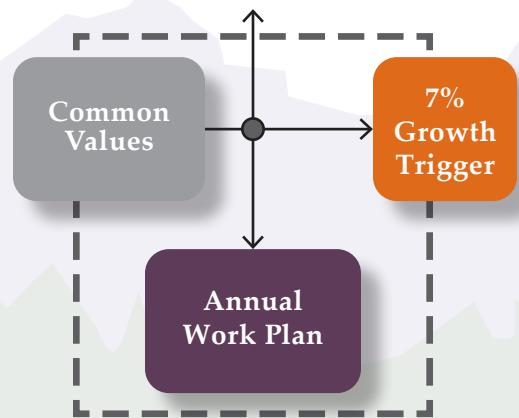 Common
Values
7%
Growth
Trigger
Annual
Work Plan